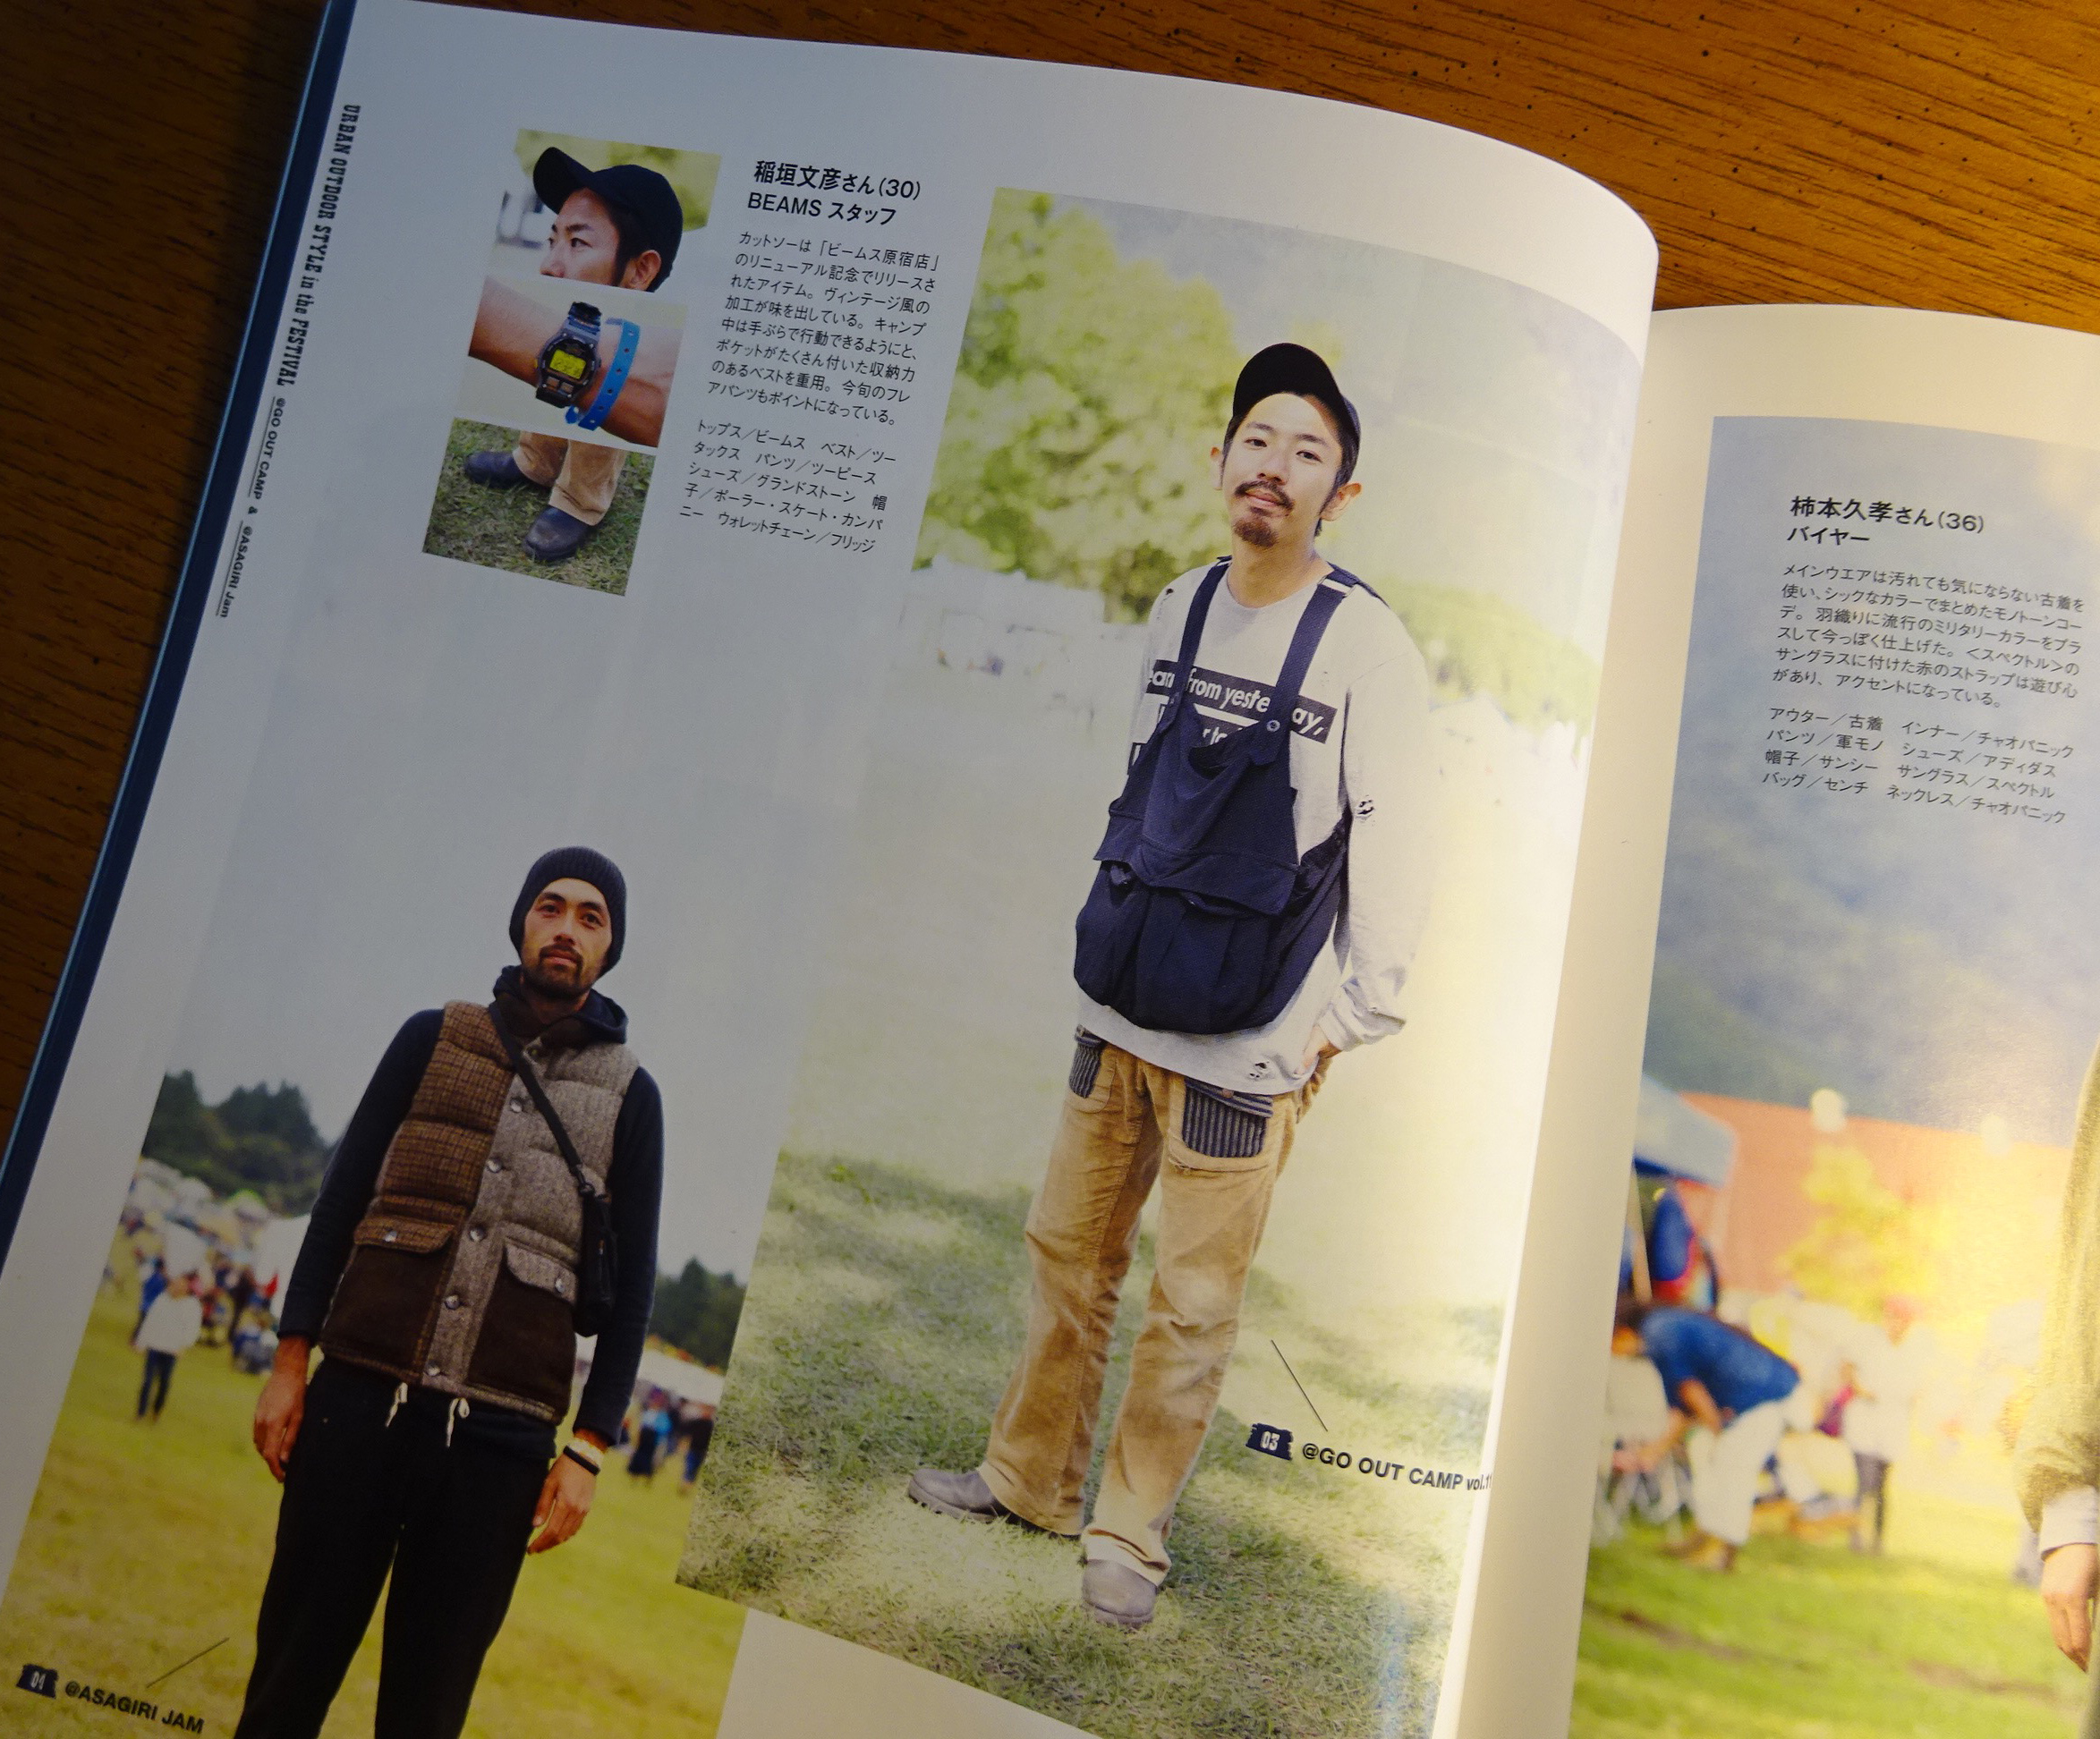 URBAN OUTDOOR STYLE in the FESTIVAL @GO OUT CAMP & @ASAGIRI Jam
稲垣文彦さん(30)
BEAMS スタッフ
カットソーは「ビームス原宿店」
のリニューアル記念でリリースさ
れたアイテム。ヴィンテージ風の
加工が味を出している。キャンプ
中は手ぶらで行動できるようにと、
ポケットがたくさん付いた収納力
のあるベストを重用。今旬のフレ
アパンツもポイントになっている。
トップス/ビームス ベスト/ツー
タックス パンツ/ツーピース
シューズ/グランドストーン 帽
子/ポーラー・スケート・カンパ
ニー ウォレットチェーン/フリッジ
from yeste ay,
03 @GO OUT CAMP vol.11
04 @ASAGIRI JAM
柿本久孝さん(36)
バイヤー
メインウエアは汚れても気にならない古着を
使い、シックなカラーでまとめたモノトーンコー
デ。羽織りに流行のミリタリーカラーをプラ
スして今っぽく仕上げた。<スペクトル>の
サングラスに付けた赤のストラップは遊び心
があり、アクセントになっている。
アウター/古着 インナー/チャオパニック
パンツ/軍モノ シューズ/アディダス
帽子/サンシー サングラス/スペクトル
バッグ/センチ ネックレス/チャオパニック